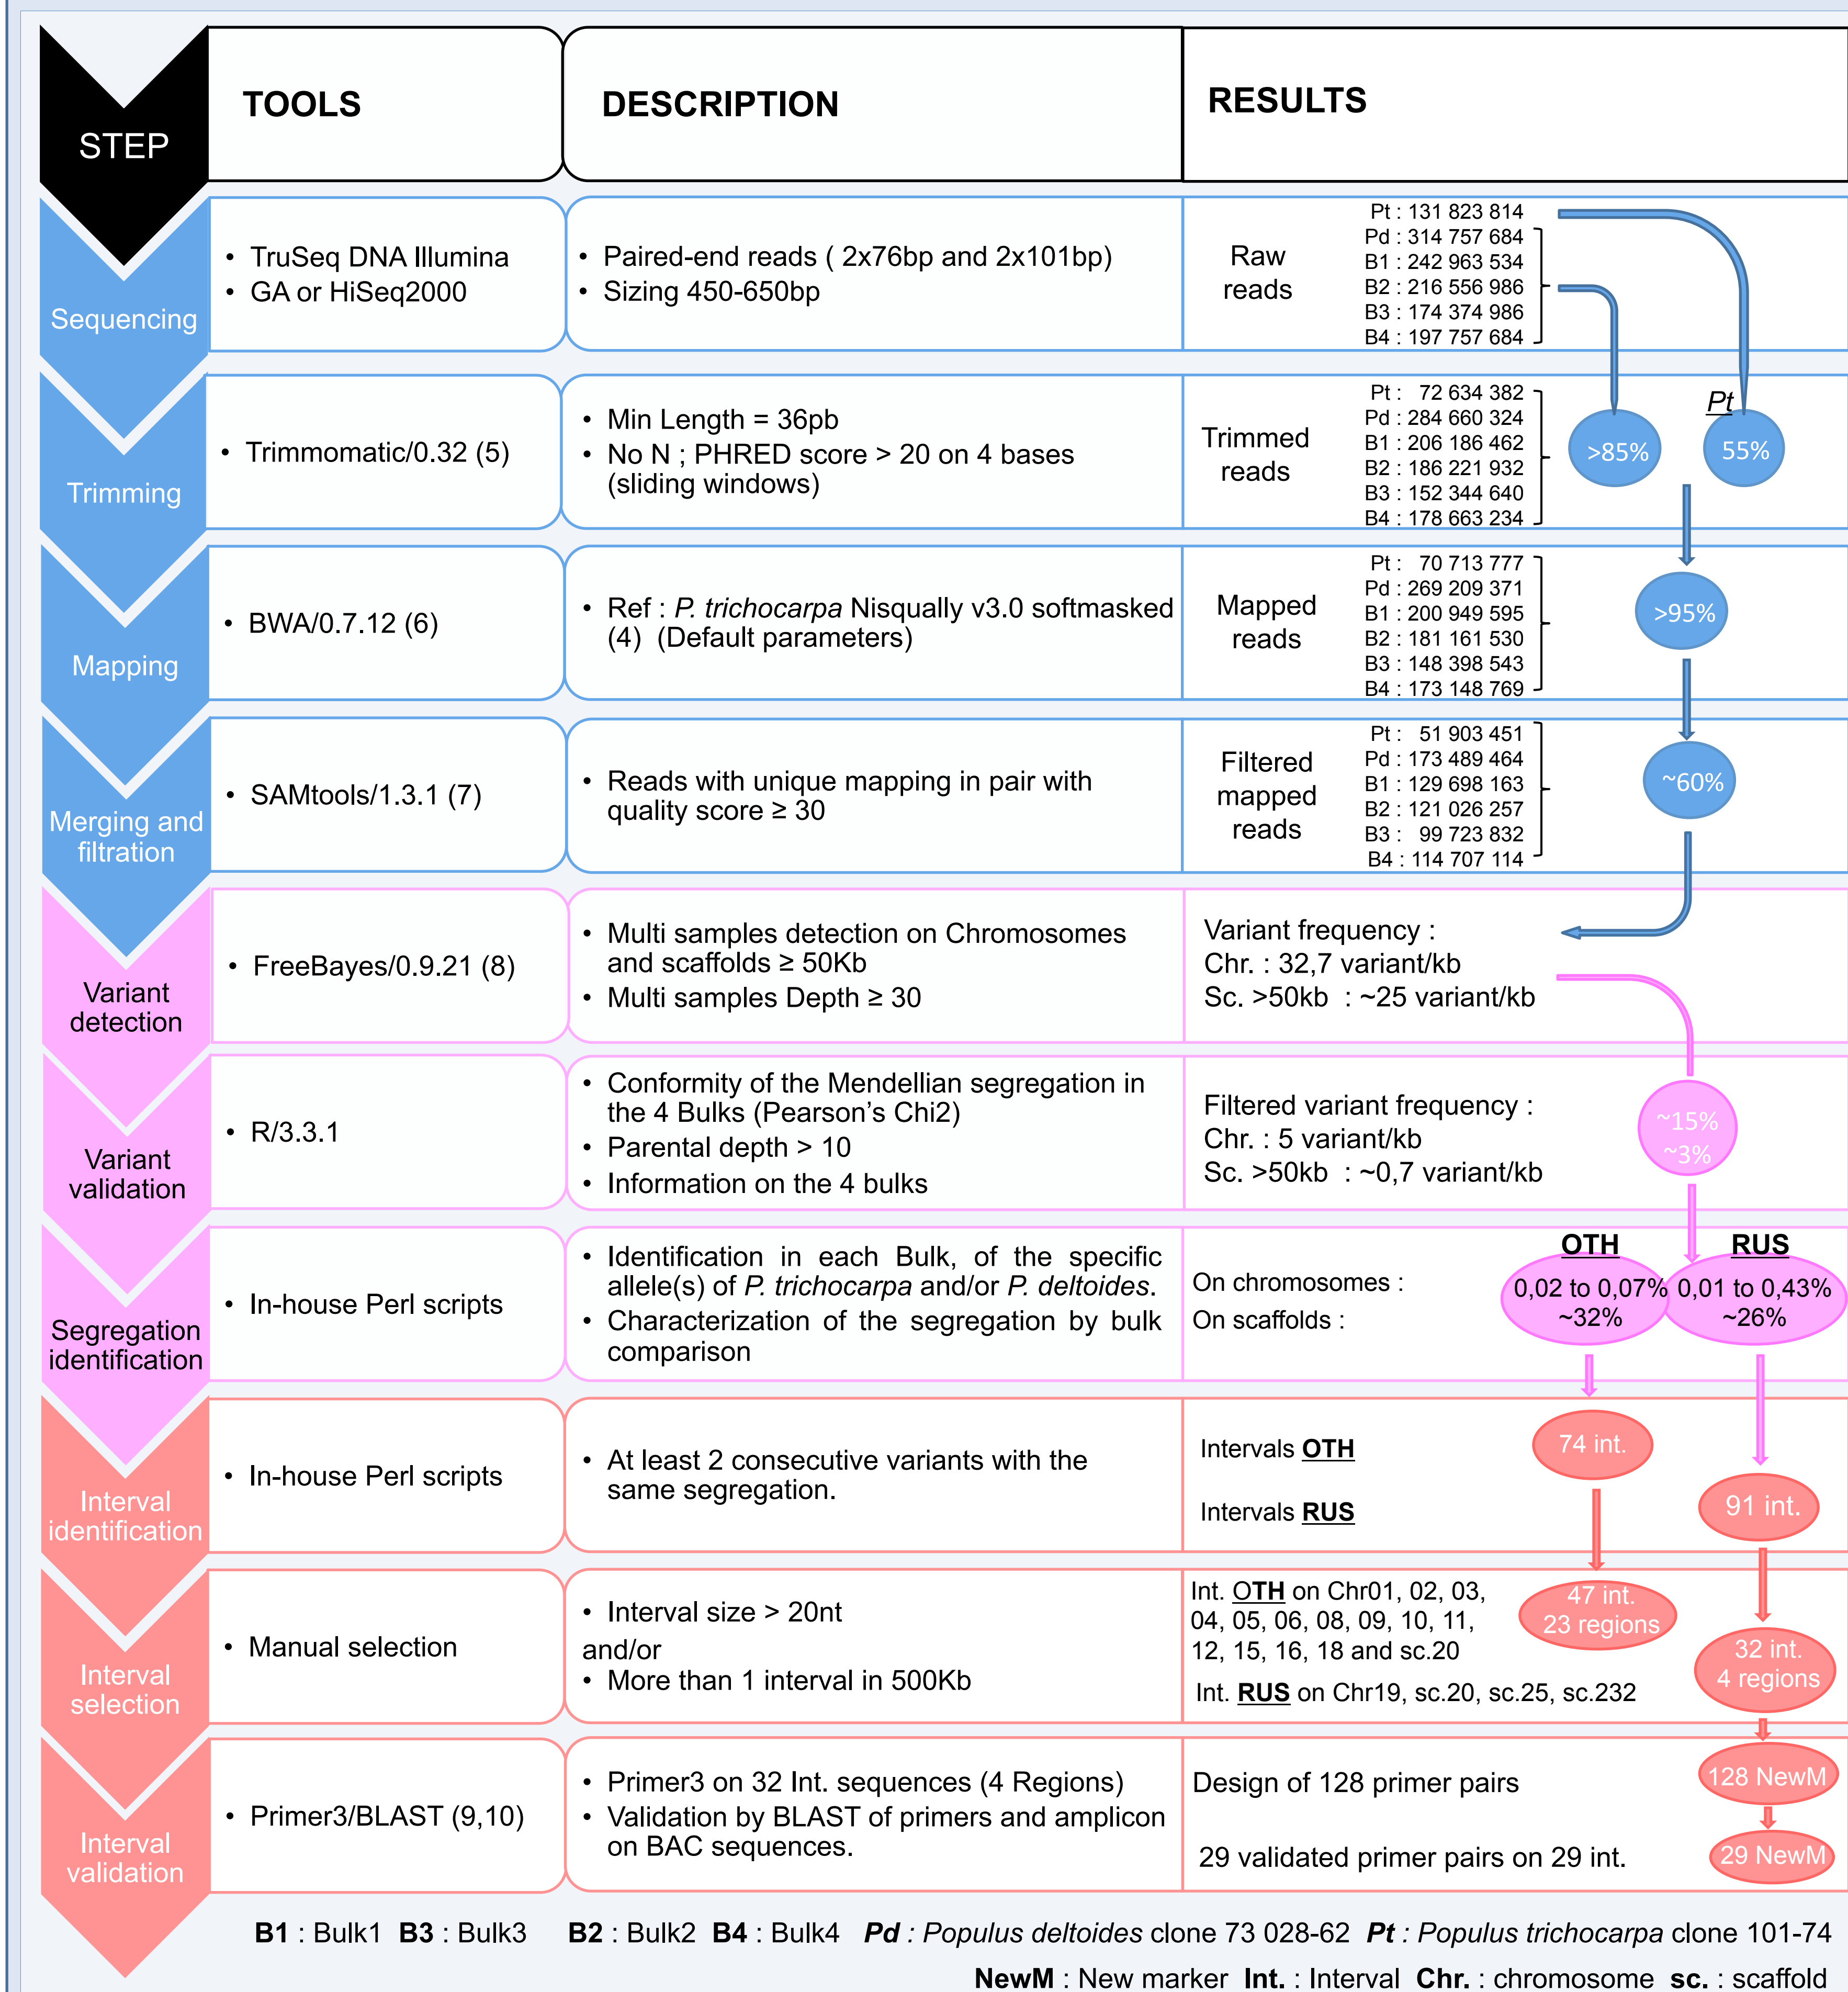 STEP
TOOLS
DESCRIPTION
RESULTS
Sequencing
• TruSeq DNA Illumina
• GA or HiSeq2000
• Paired-end reads ( 2x76bp and 2x101bp)
• Sizing 450-650bp
Raw
reads
Pt : 131 823 814
Pd : 314 757 684
B1 : 242 963 534
B2 : 216 556 986
B3 : 174 374 986
B4 : 197 757 684
Trimming
• Trimmomatic/0.32 (5)
• Min Length = 36pb
• No N ; PHRED score > 20 on 4 bases
(sliding windows)
Trimmed
reads
Pt : 72 634 382
Pd : 284 660 324
B1 : 206 186 462
B2 : 186 221 932
B3 : 152 344 640
B4 : 178 663 234
>85%
Pt
55%
Mapping
• BWA/0.7.12 (6)
• Ref : P. trichocarpa Nisqually v3.0 softmasked
(4) (Default parameters)
Mapped
reads
Pt : 70 713 777
Pd : 269 209 371
B1 : 200 949 595
B2 : 181 161 530
B3 : 148 398 543
B4 : 173 148 769
>95%
Merging and
filtration
• SAMtools/1.3.1 (7)
• Reads with unique mapping in pair with
quality score ≥ 30
Filtered
mapped
reads
Pt : 51 903 451
Pd : 173 489 464
B1 : 129 698 163
B2 : 121 026 257
B3 : 99 723 832
B4 : 114 707 114
~60%
Variant
detection
• FreeBayes/0.9.21 (8)
• Multi samples detection on Chromosomes
and scaffolds ≥ 50Kb
• Multi samples Depth ≥ 30
Variant frequency :
Chr. : 32,7 variant/kb
Sc. >50kb : ~25 variant/kb
Variant
validation
• R/3.3.1
• Conformity of the Mendellian segregation in
the 4 Bulks (Pearson's Chi2)
• Parental depth > 10
• Information on the 4 bulks
Filtered variant frequency :
Chr. : 5 variant/kb
Sc. >50kb : ~0,7 variant/kb
~15%
~3%
Segregation
identification
• In-house Perl scripts
• Identification in each Bulk, of the specific
allele(s) of P. trichocarpa and/or P. deltoides.
• Characterization of the segregation by bulk
comparison
On chromosomes :
On scaffolds :
OTH
0,02 to 0,07%
~32%
RUS
0,01 to 0,43%
~26%
Interval
identification
• In-house Perl scripts
• At least 2 consecutive variants with the
same segregation.
Intervals OTH
74 int.
Intervals RUS
91 int.
Interval
selection
• Manual selection
• Interval size > 20nt
and/or
• More than 1 interval in 500Kb
Int. OTH on Chr01, 02, 03,
04, 05, 06, 08, 09, 10, 11,
12, 15, 16, 18 and sc.20
47 int.
23 regions
Int. RUS on Chr19, sc.20, sc.25, sc.232
32 int.
4 regions
Interval
validation
• Primer3/BLAST (9,10)
• Primer3 on 32 Int. sequences (4 Regions)
• Validation by BLAST of primers and amplicon
on BAC sequences.
Design of 128 primer pairs
128 NewM
29 validated primer pairs on 29 int.
29 NewM
B1 : Bulk1 B3 : Bulk3 B2 : Bulk2 B4 : Bulk4 Pd : Populus deltoides clone 73 028-62 Pt : Populus trichocarpa clone 101-74
NewM : New marker Int. : Interval Chr. : chromosome sc. : scaffold